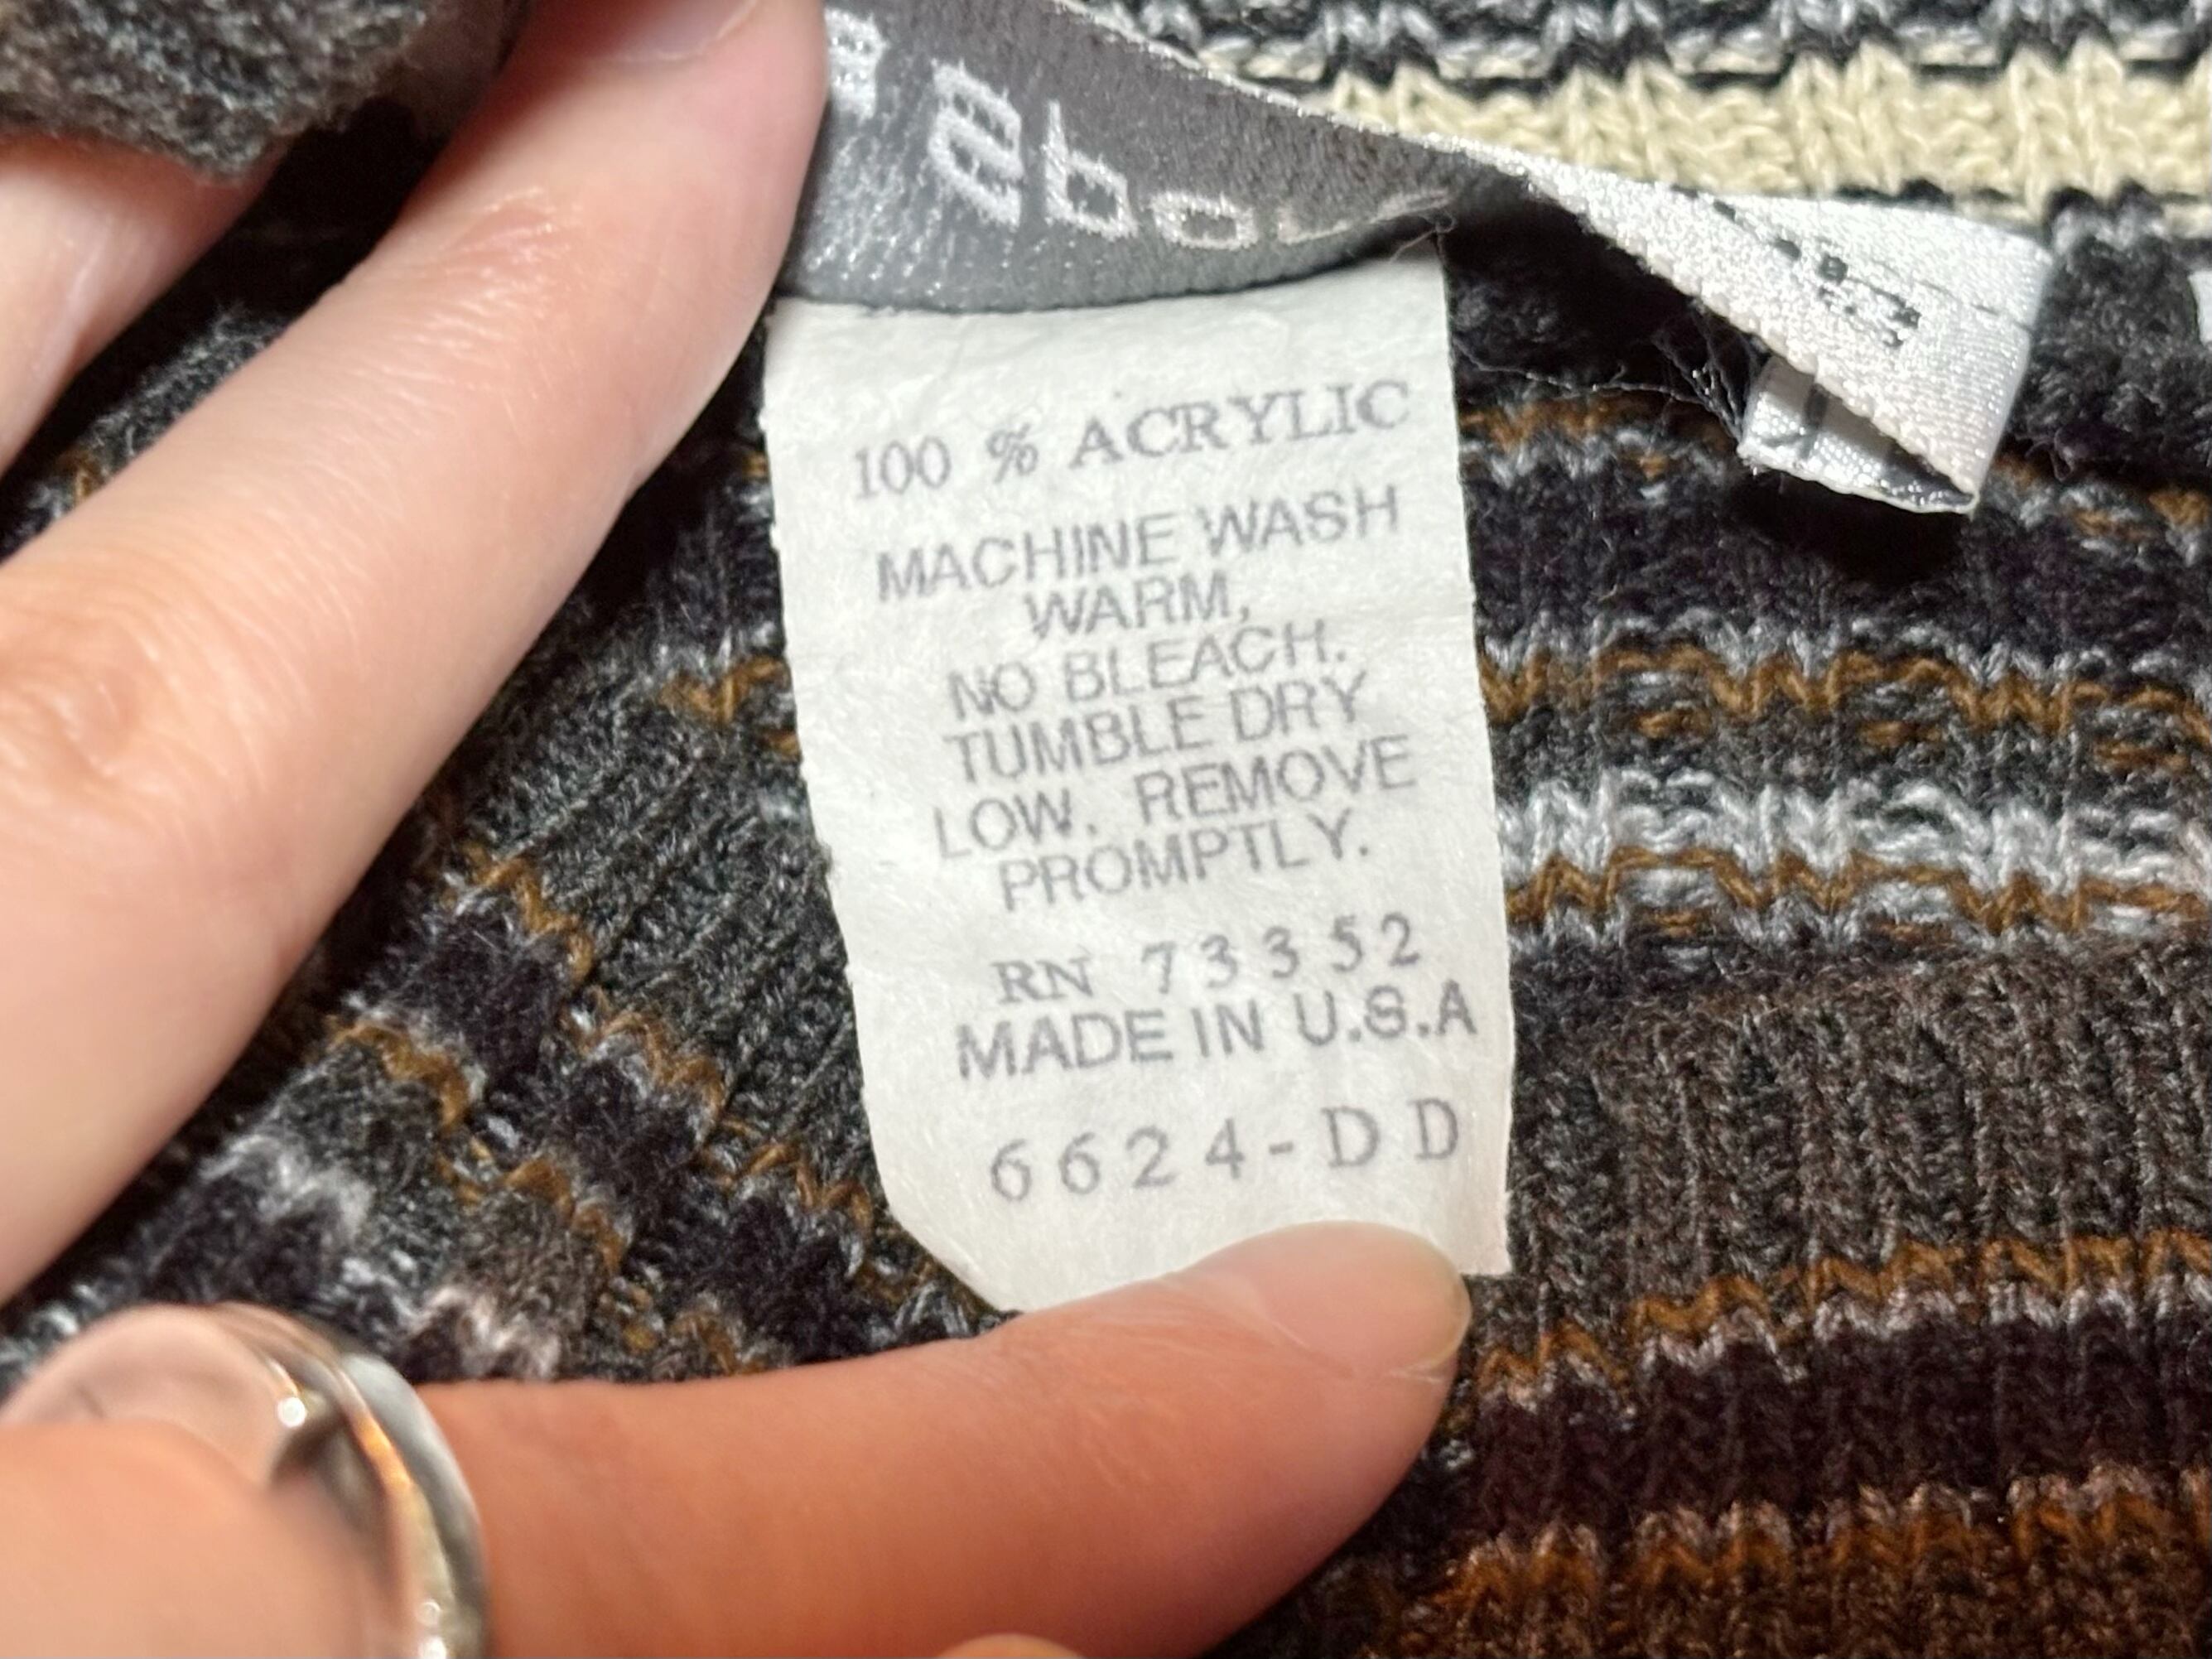 100 % ACRYLIC
MACHINE WASH
WARM,
NO BLEACH.
TUMBLE DRY
LOW. REMOVE
PROMPTLY.
RN 73352
MADE IN U.S.A
6624-DD